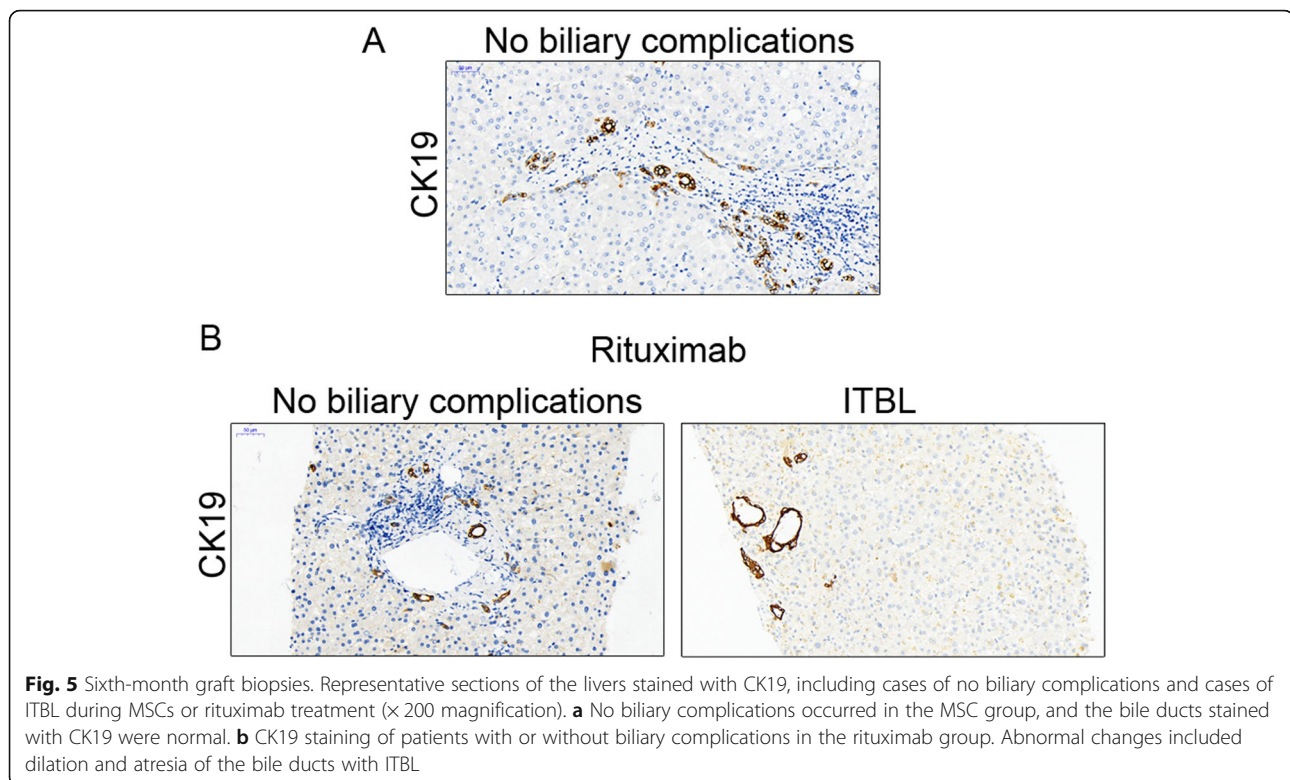 A
No biliary complications
CK19
B
Rituximab
No biliary complications
ITBL
50 µm
CK19
Fig. 5 Sixth-month graft biopsies. Representative sections of the livers stained with CK19, including cases of no biliary complications and cases of
ITBL during MSCs or rituximab treatment (× 200 magnification). a No biliary complications occurred in the MSC group, and the bile ducts stained
with CK19 were normal. b CK19 staining of patients with or without biliary complications in the rituximab group. Abnormal changes included
dilation and atresia of the bile ducts with ITBL